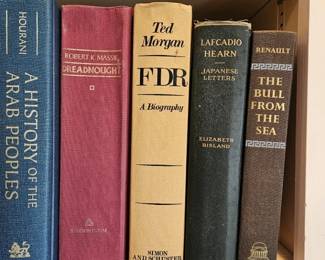 HOURANI
A HISTORY OF THE
ARAB PEOPLES
ROBERT K. MASSIE
DREADNOUGHT
Ted
Morgan
FDR
A Biography
SIMON
AND SCHUSTER
LAFCADIO
HEARN
JAPANESE
LETTERS
ELIZABETH
BISLAND
RENAULT
THE
BULL
FROM
THE
SEA